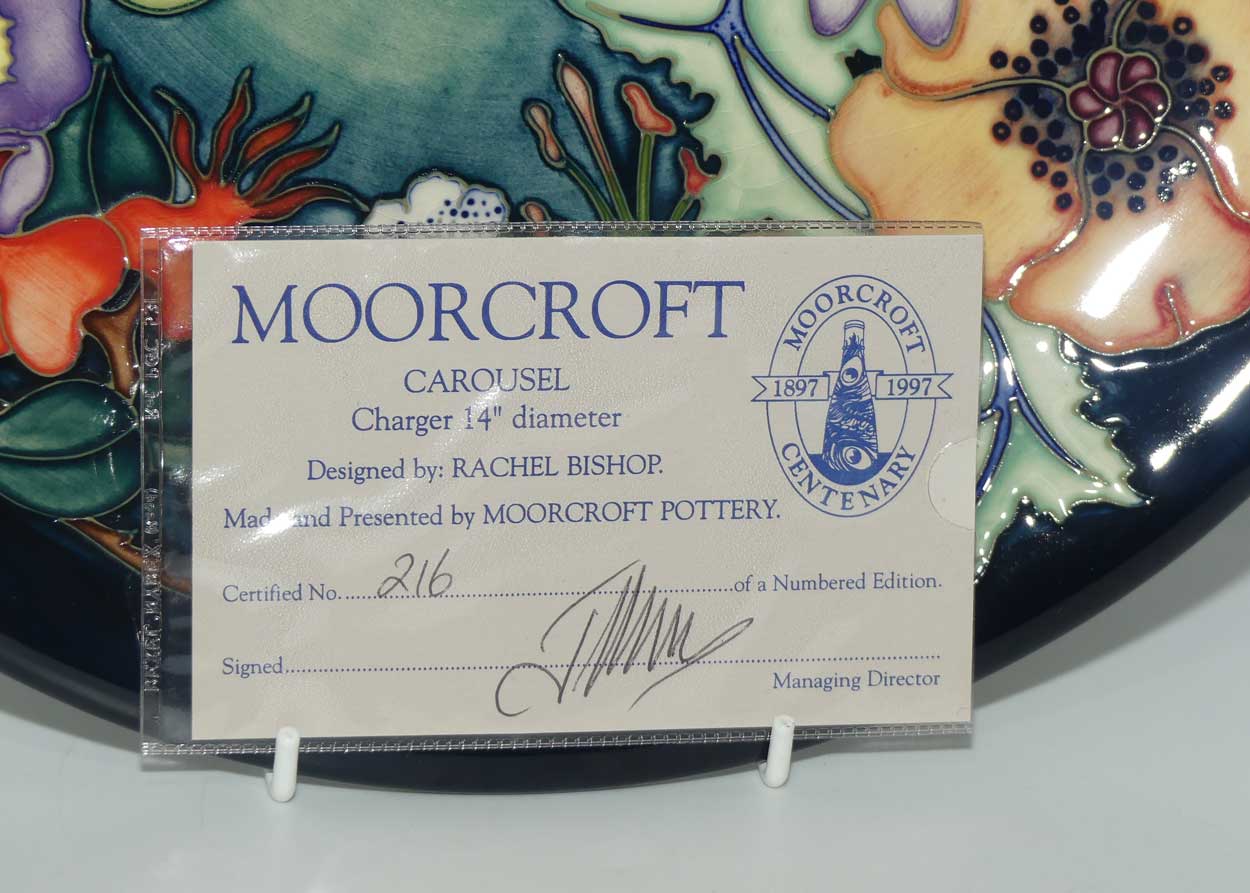 MOORCROFT
CAROUSEL
Charger 14" diameter
Designed by: RACHEL BISHOP.
Made and Presented by MOORCROFT POTTERY.
Certified No. 216 of a Numbered Edition.
Signed
Managing Director
MOORCROFT
1897 1997
CENTENARY